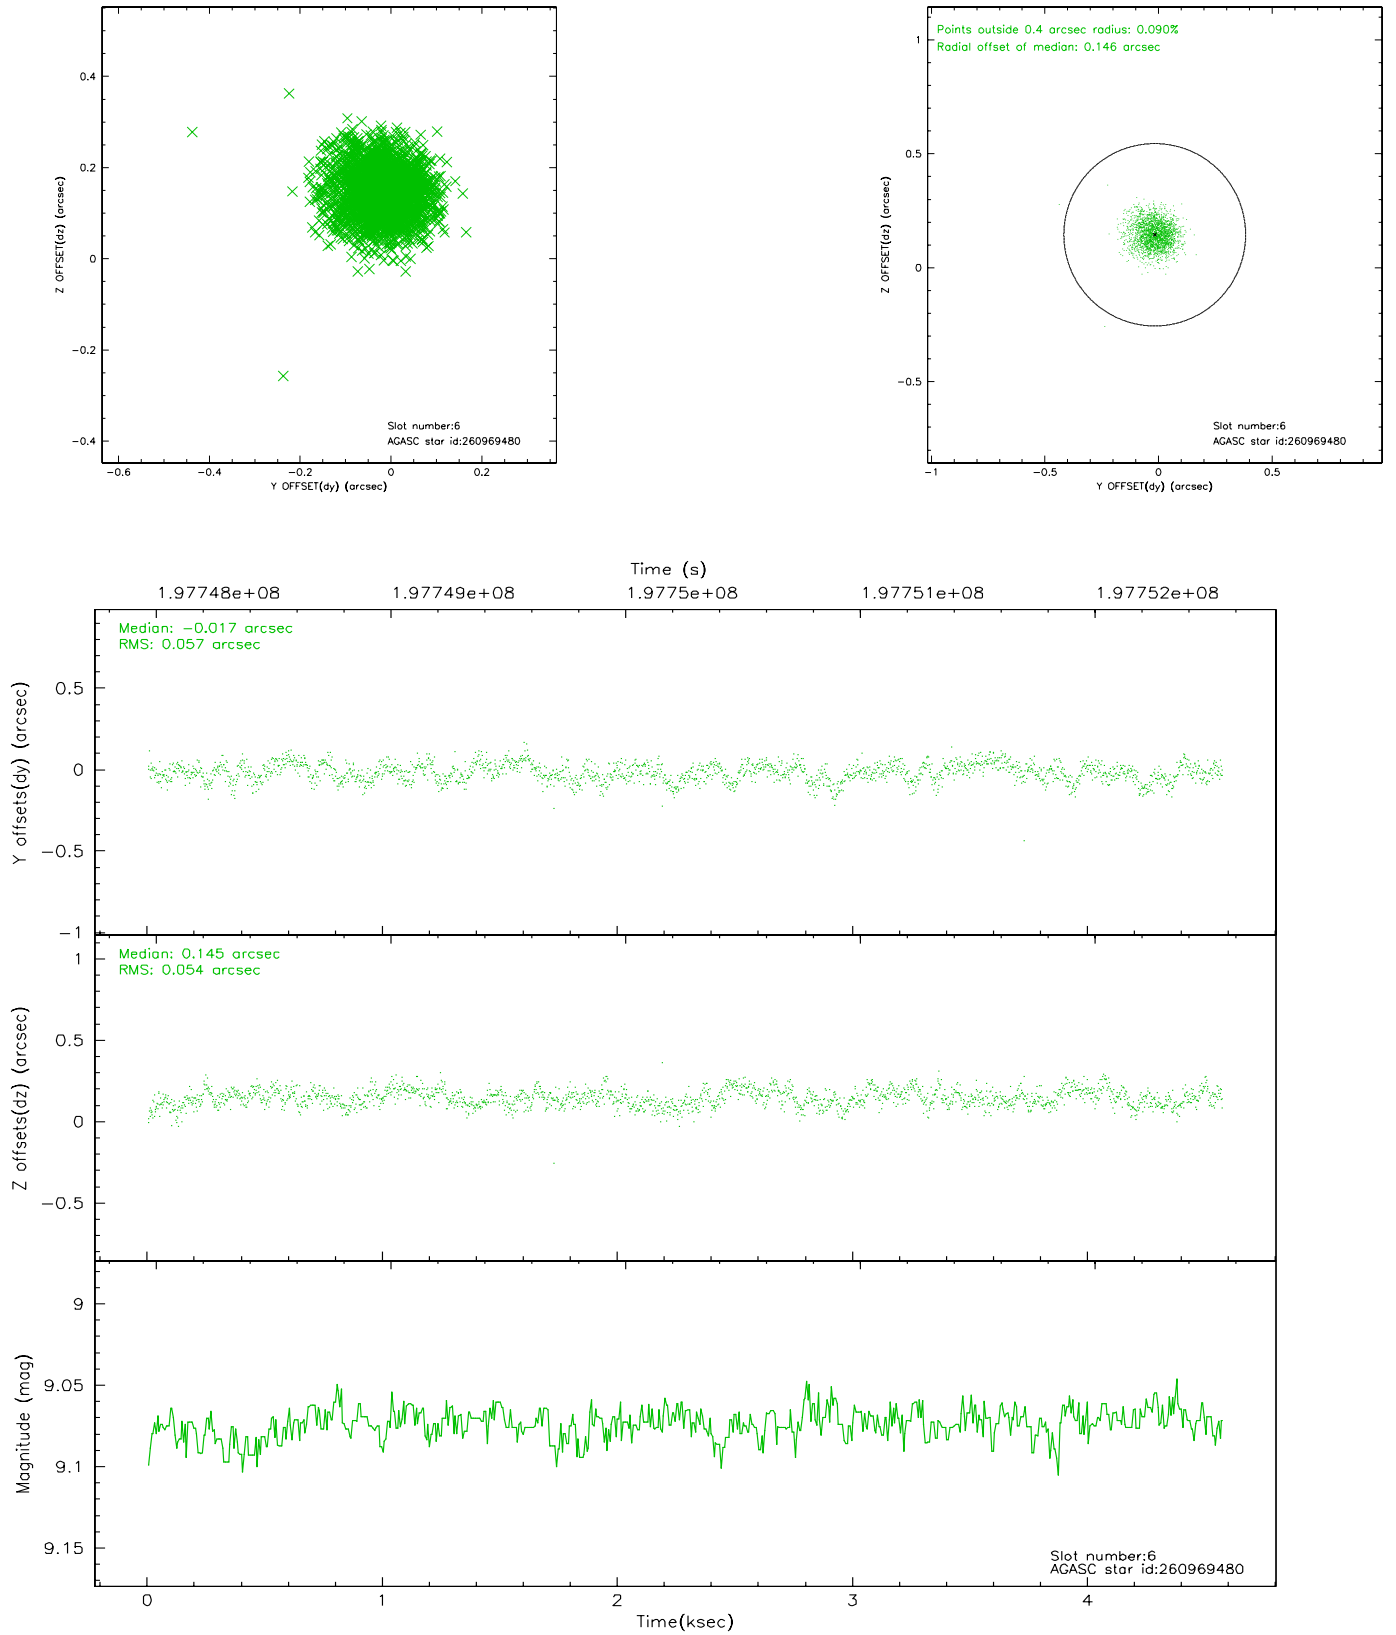 0.4
0.2
0
−0.2
−0.4
Z OFFSET(dz) (arcsec)
Slot number:6
AGASC star id:260969480
−0.6 −0.4 −0.2 0 0.2
Y OFFSET(dy) (arcsec)
Points outside 0.4 arcsec radius: 0.090%
Radial offset of median: 0.146 arcsec
1
0.5
0
−0.5
Z OFFSET(dz) (arcsec)
Slot number:6
AGASC star id:260969480
−1 −0.5 0 0.5
Y OFFSET(dy) (arcsec)
Time (s)
1.97748e+08 1.97749e+08 1.9775e+08 1.97751e+08 1.97752e+08
Median: −0.017 arcsec
RMS: 0.057 arcsec
0.5
0
−0.5
−1
Y offsets(dy) (arcsec)
Median: 0.145 arcsec
RMS: 0.054 arcsec
1
0.5
0
−0.5
Z offsets(dz) (arcsec)
9
9.05
9.1
9.15
Magnitude (mag)
Slot number:6
AGASC star id:260969480
0 1 2 3 4
Time(ksec)